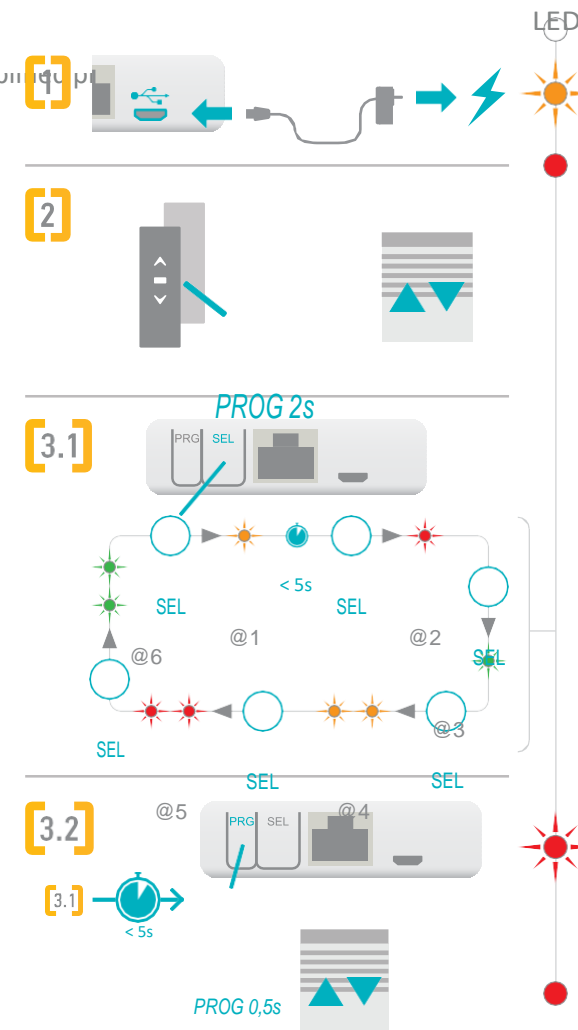 LED
[1]
[2]
PROG 2s
[3.1]
PRG SEL
< 5s
SEL
SEL
@1
@2
SEL
@6
@3
SEL
SEL
SEL
@5
@4
[3.2]
PRG SEL
[3.1]
< 5s
PROG 0,5s